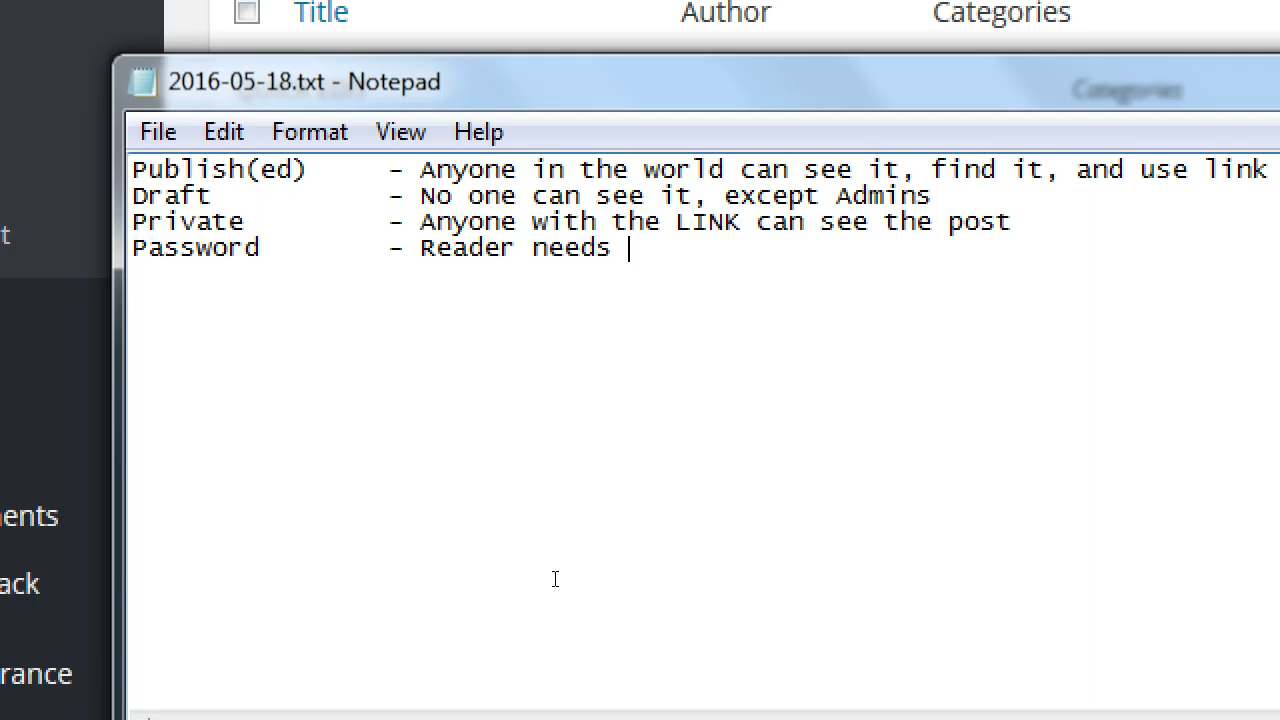 Title Author Categories
2016-05-18.txt - Notepad
Categories
File Edit Format View Help
Publish(ed) - Anyone in the world can see it, find it, and use link
Draft - No one can see it, except Admins
Private - Anyone with the LINK can see the post
Password - Reader needs
t
ents
ack
rance